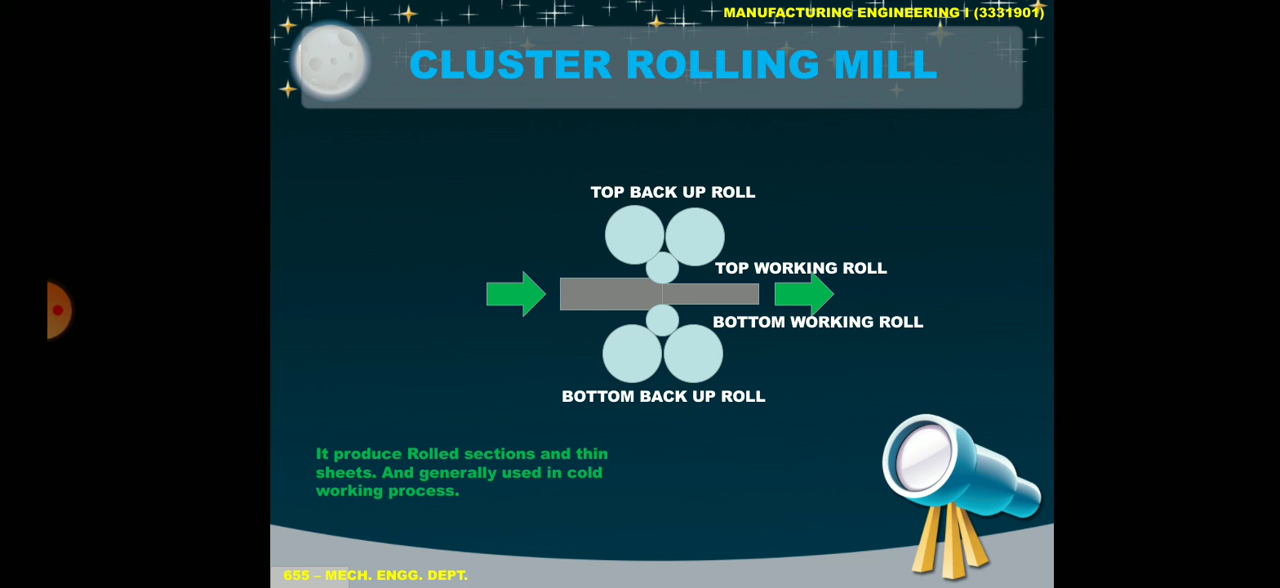 MANUFACTURING ENGINEERING I (3331901)
CLUSTER ROLLING MILL
TOP BACK UP ROLL
TOP WORKING ROLL
BOTTOM WORKING ROLL
BOTTOM BACK UP ROLL
It produce Rolled sections and thin
sheets. And generally used in cold
working process.
655 – MECH. ENGG. DEPT.